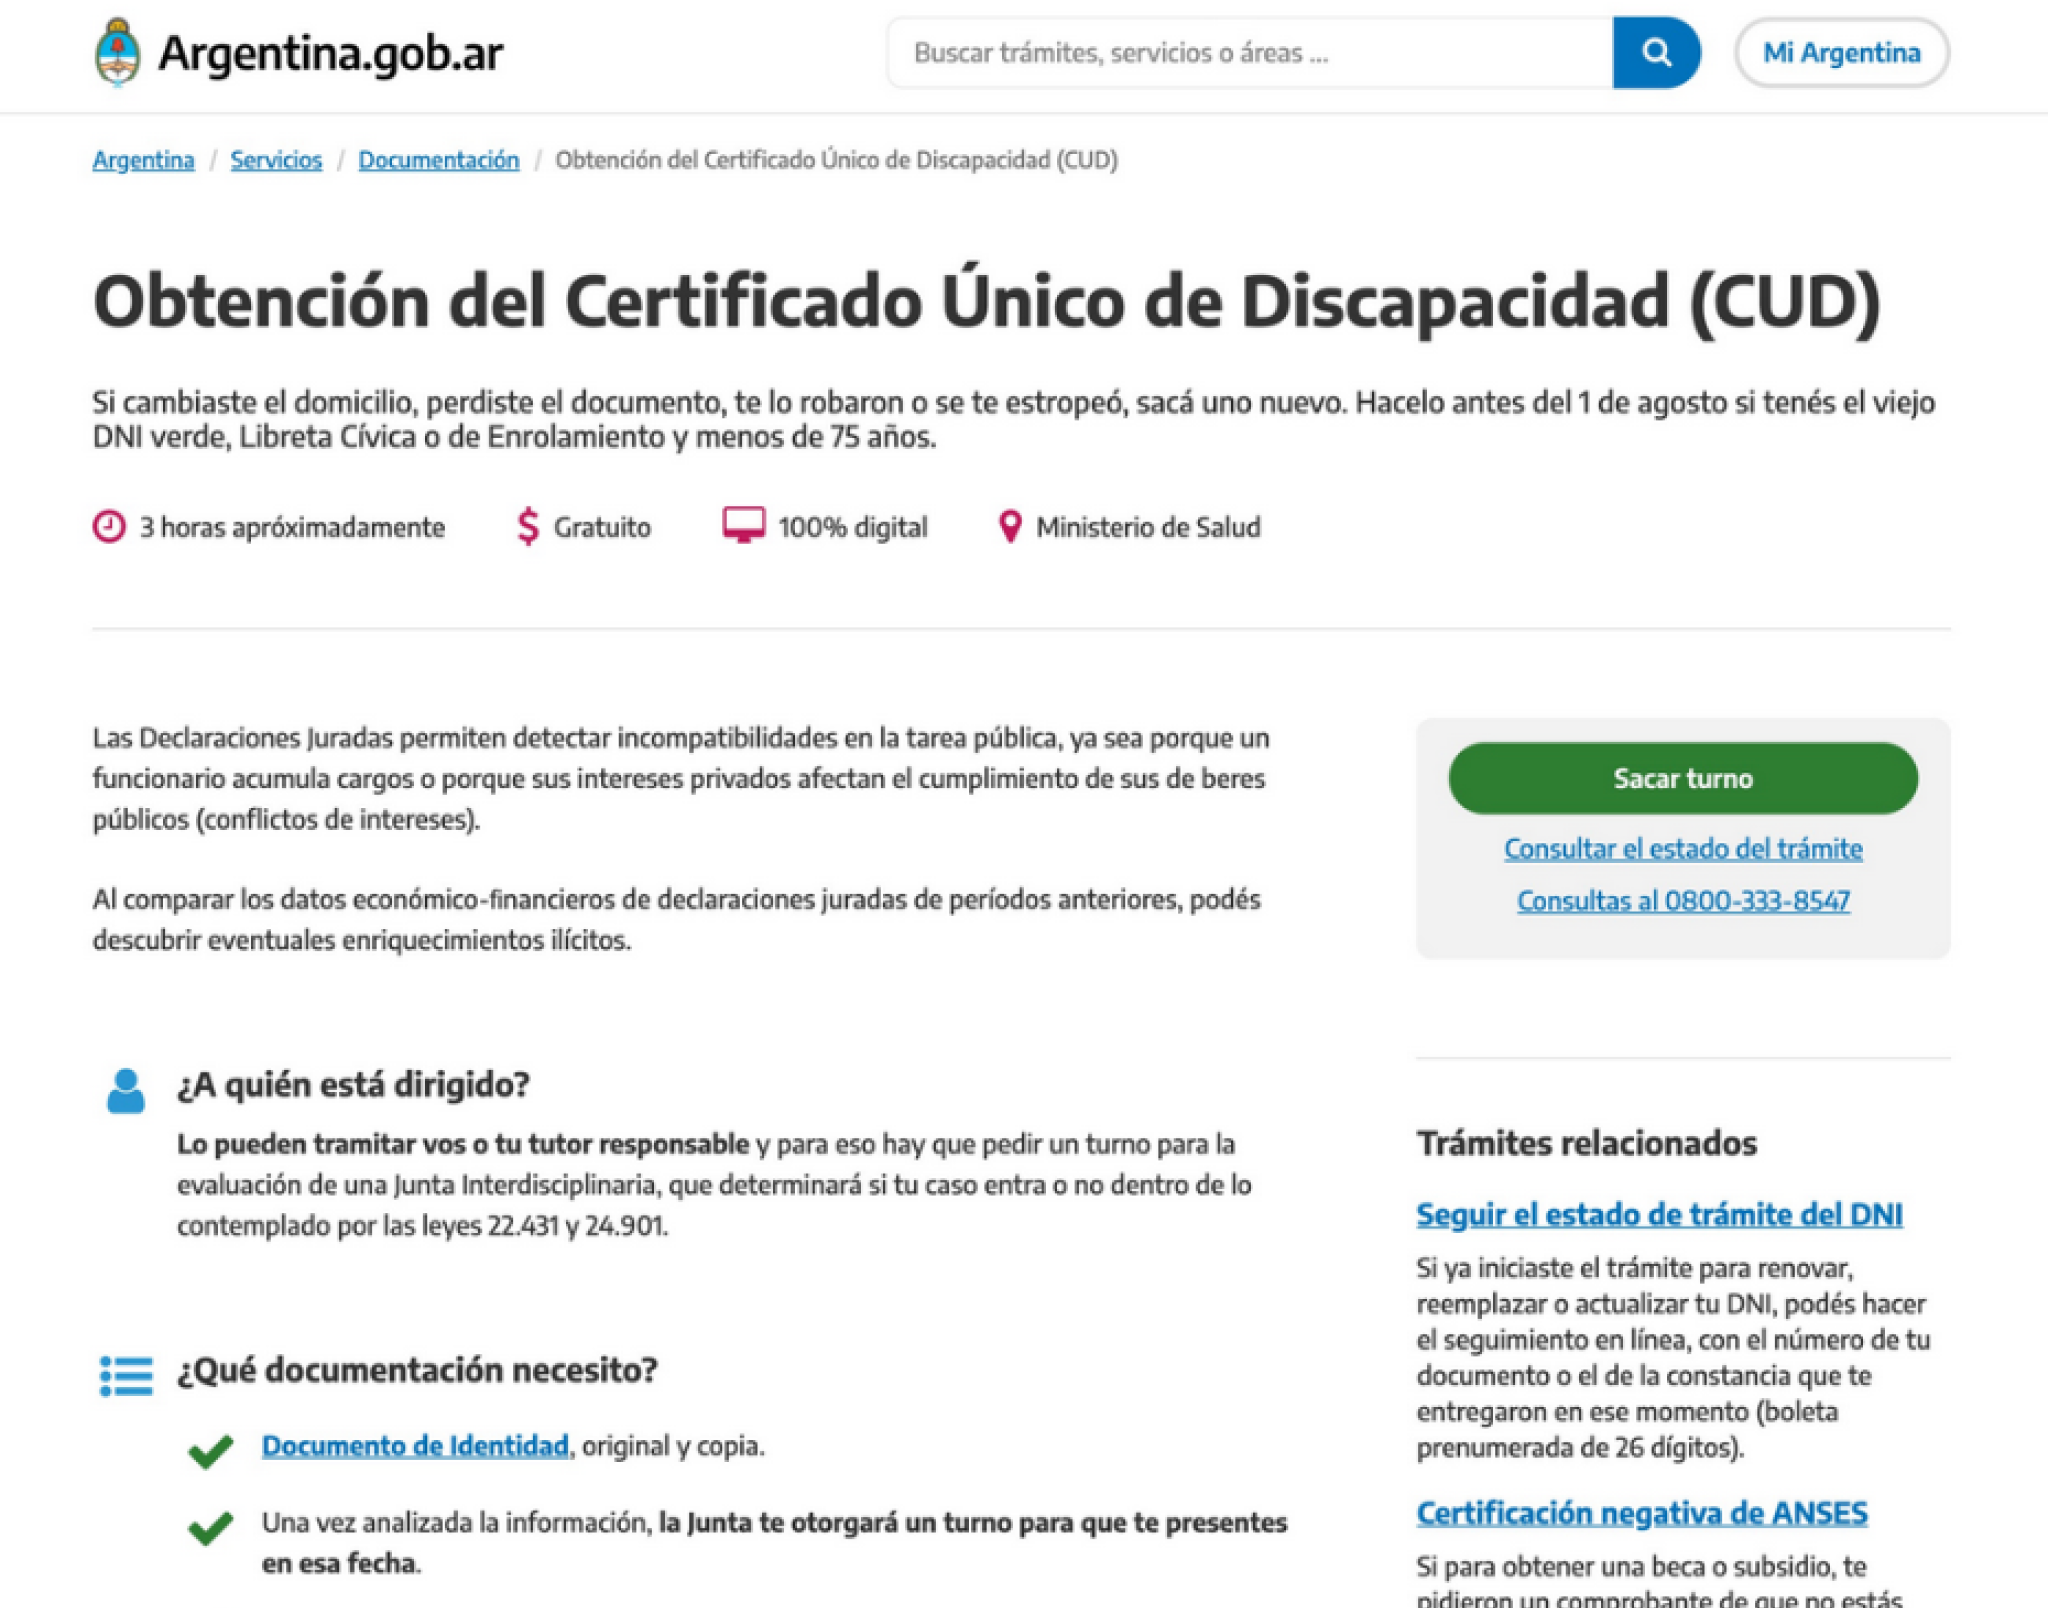 Argentina.gob.ar
Buscar trámites, servicios o áreas ...
Mi Argentina
Argentina / Servicios / Documentación / Obtención del Certificado Único de Discapacidad (CUD)
Obtención del Certificado Único de Discapacidad (CUD)
Si cambiaste el domicilio, perdiste el documento, te lo robaron o se te estropeó, sacá uno nuevo. Hacelo antes del 1 de agosto si tenés el viejo
DNI verde, Libreta Cívica o de Enrolamiento y menos de 75 años.
3 horas apróximadamente
$ Gratuito
100% digital
Ministerio de Salud
Las Declaraciones Juradas permiten detectar incompatibilidades en la tarea pública, ya sea porque un
funcionario acumula cargos o porque sus intereses privados afectan el cumplimiento de sus de beres
públicos (conflictos de intereses).
Al comparar los datos económico-financieros de declaraciones juradas de períodos anteriores, podés
descubrir eventuales enriquecimientos ilícitos.
¿A quién está dirigido?
Lo pueden tramitar vos o tu tutor responsable y para eso hay que pedir un turno para la
evaluación de una Junta Interdisciplinaria, que determinará si tu caso entra o no dentro de lo
contemplado por las leyes 22.431 y 24.901.
¿Qué documentación necesito?
Documento de Identidad, original y copia.
Una vez analizada la información, la Junta te otorgará un turno para que te presentes
en esa fecha.
Sacar turno
Consultar el estado del trámite
Consultas al 0800-333-8547
Trámites relacionados
Seguir el estado de trámite del DNI
Si ya iniciaste el trámite para renovar,
reemplazar o actualizar tu DNI, podés hacer
el seguimiento en línea, con el número de tu
documento o el de la constancia que te
entregaron en ese momento (boleta
prenumerada de 26 dígitos).
Certificación negativa de ANSES
Si para obtener una beca o subsidio, te
pidieron un comprobante de que no estás